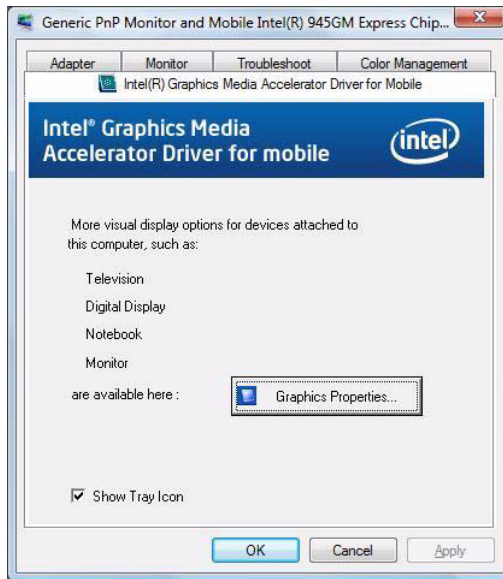 Generic PnP Monitor and Mobile Intel(R) 945GM Express Chip...
Adapter
Monitor
Troubleshoot
Color Management
Intel(R) Graphics Media Accelerator Driver for Mobile
Intel® Graphics Media
Accelerator Driver for mobile
intel
More visual display options for devices attached to
this computer, such as:
Television
Digital Display
Notebook
Monitor
are available here :
Graphics Properties...
Show Tray Icon
OK
Cancel
Apply